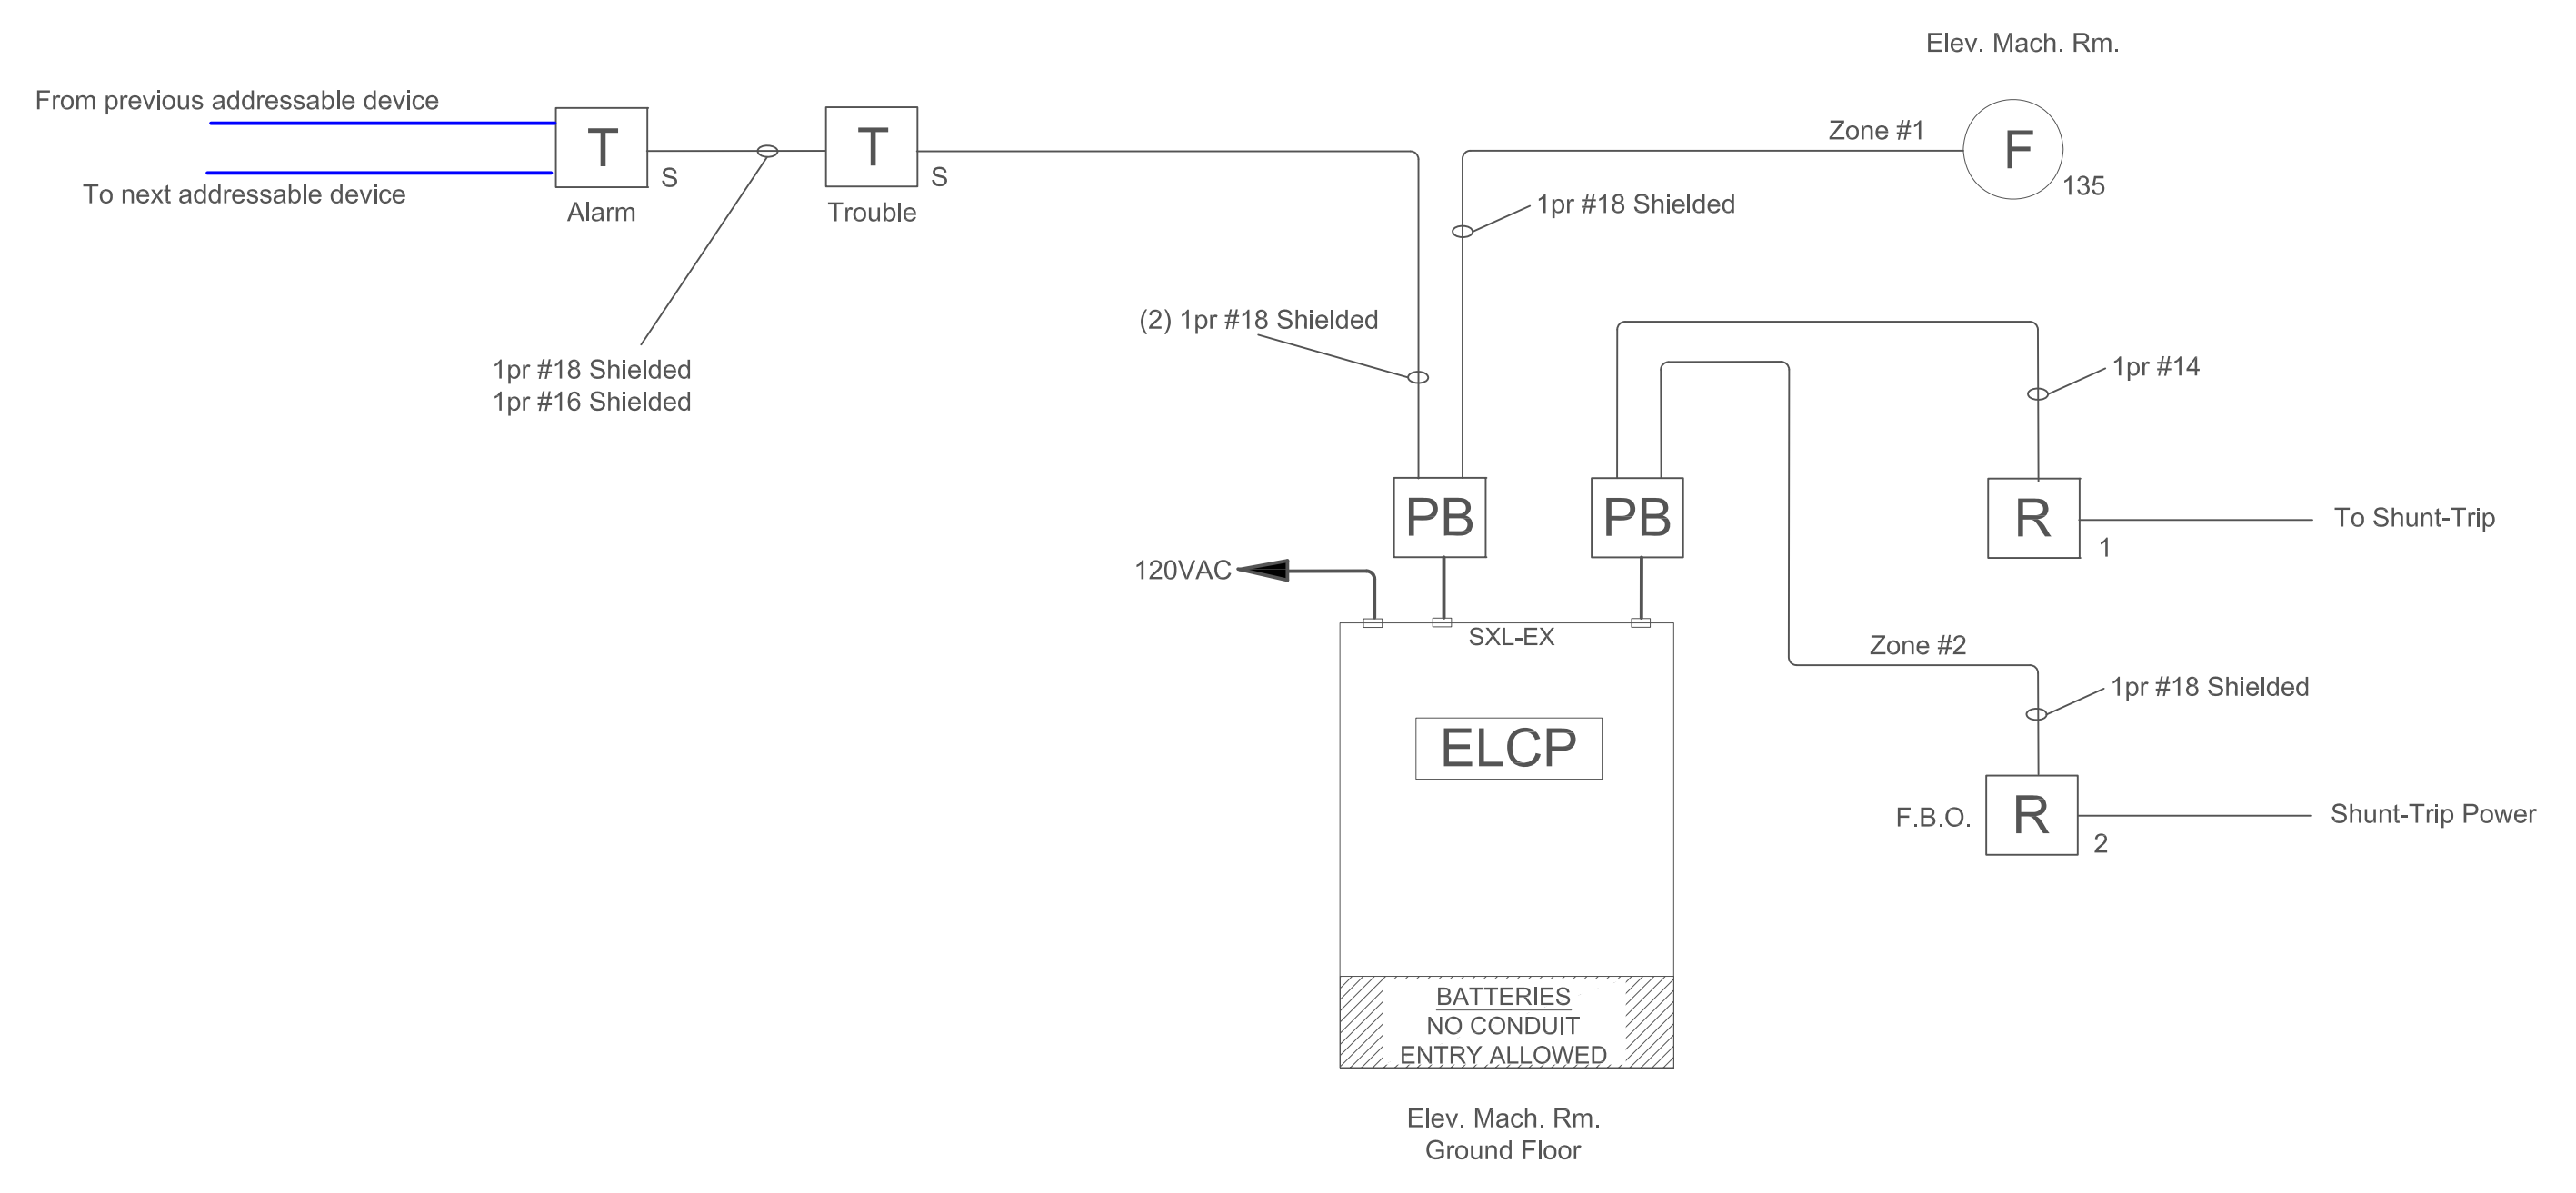 Elev. Mach. Rm.
From previous addressable device
T
S
Alarm
T
S
Trouble
To next addressable device
Zone #1
F
135
1pr #18 Shielded
(2) 1pr #18 Shielded
1pr #18 Shielded
1pr #16 Shielded
1pr #14
PB
PB
R
1
To Shunt-Trip
120VAC
SXL-EX
Zone #2
1pr #18 Shielded
ELCP
F.B.O.
R
2
Shunt-Trip Power
BATTERIES
NO CONDUIT
ENTRY ALLOWED
Elev. Mach. Rm.
Ground Floor